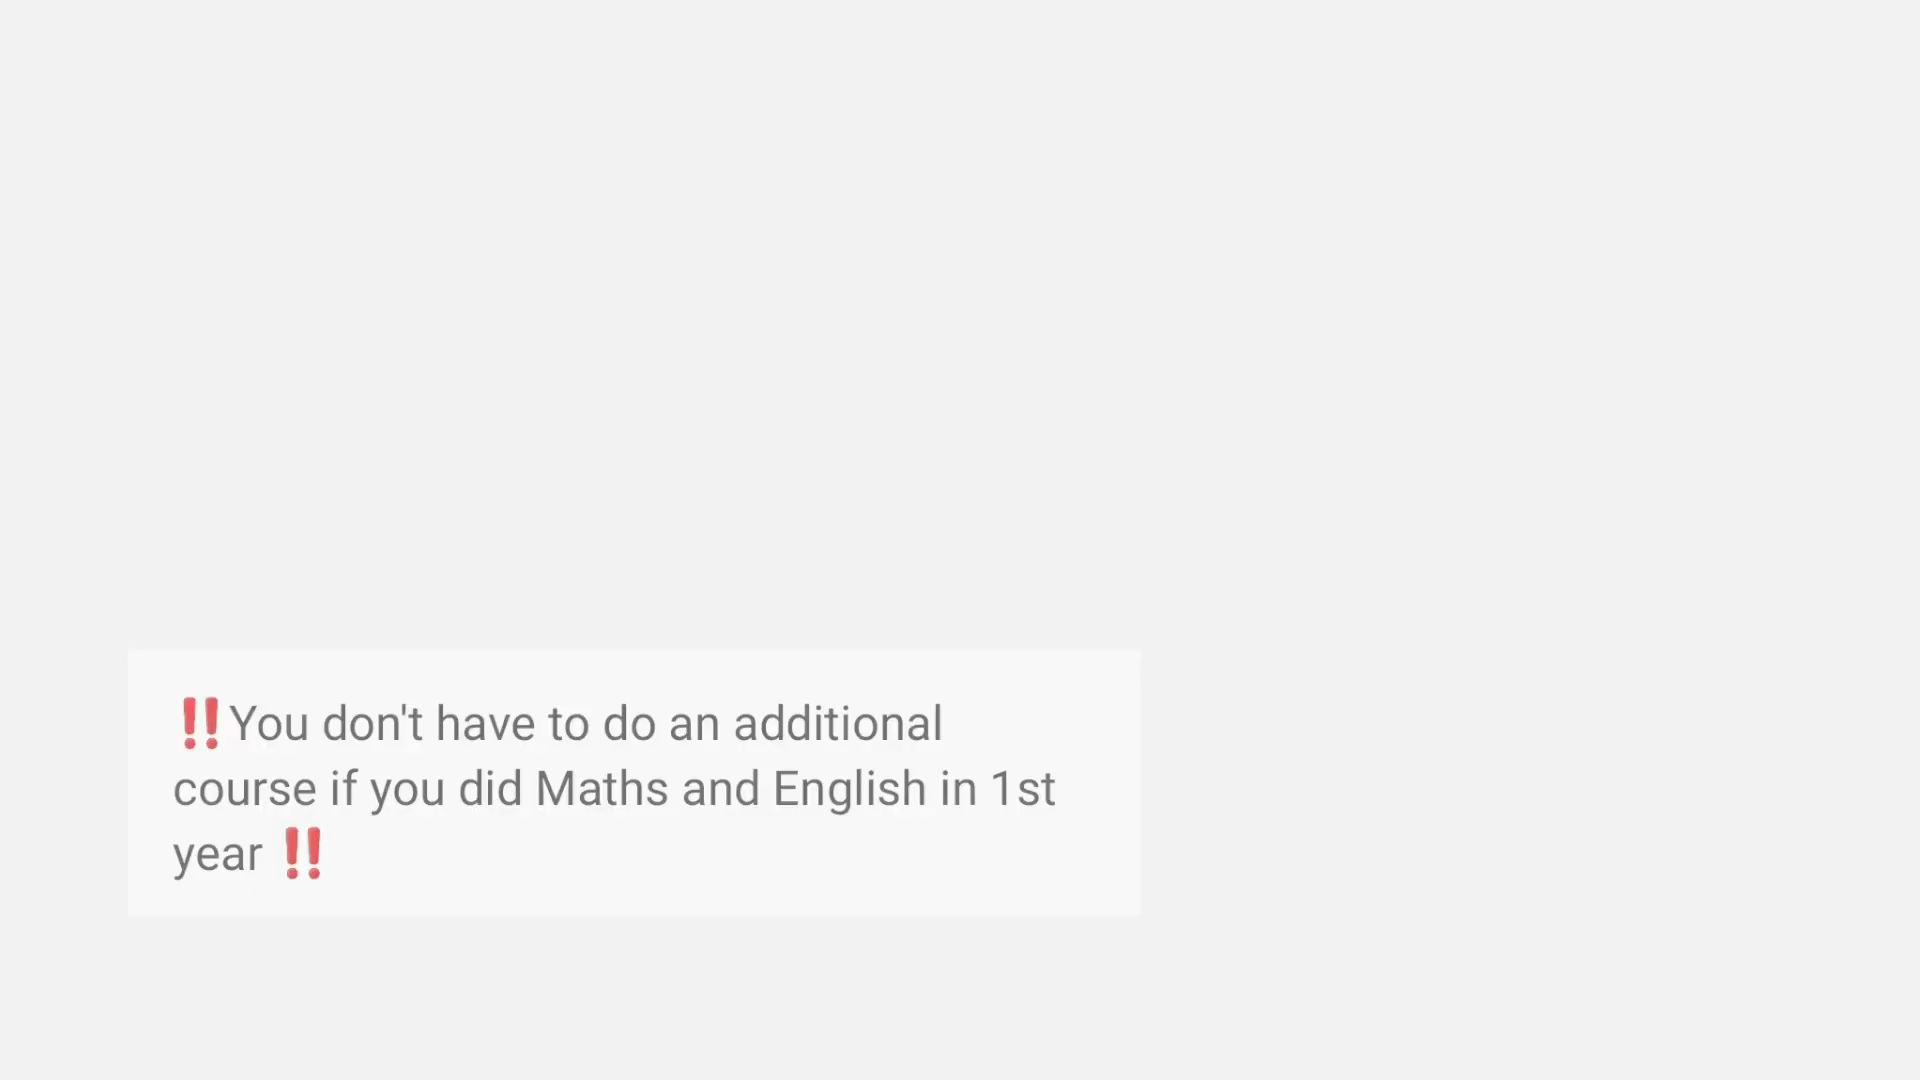 ‼️You don't have to do an additional
course if you did Maths and English in 1st
year ‼️